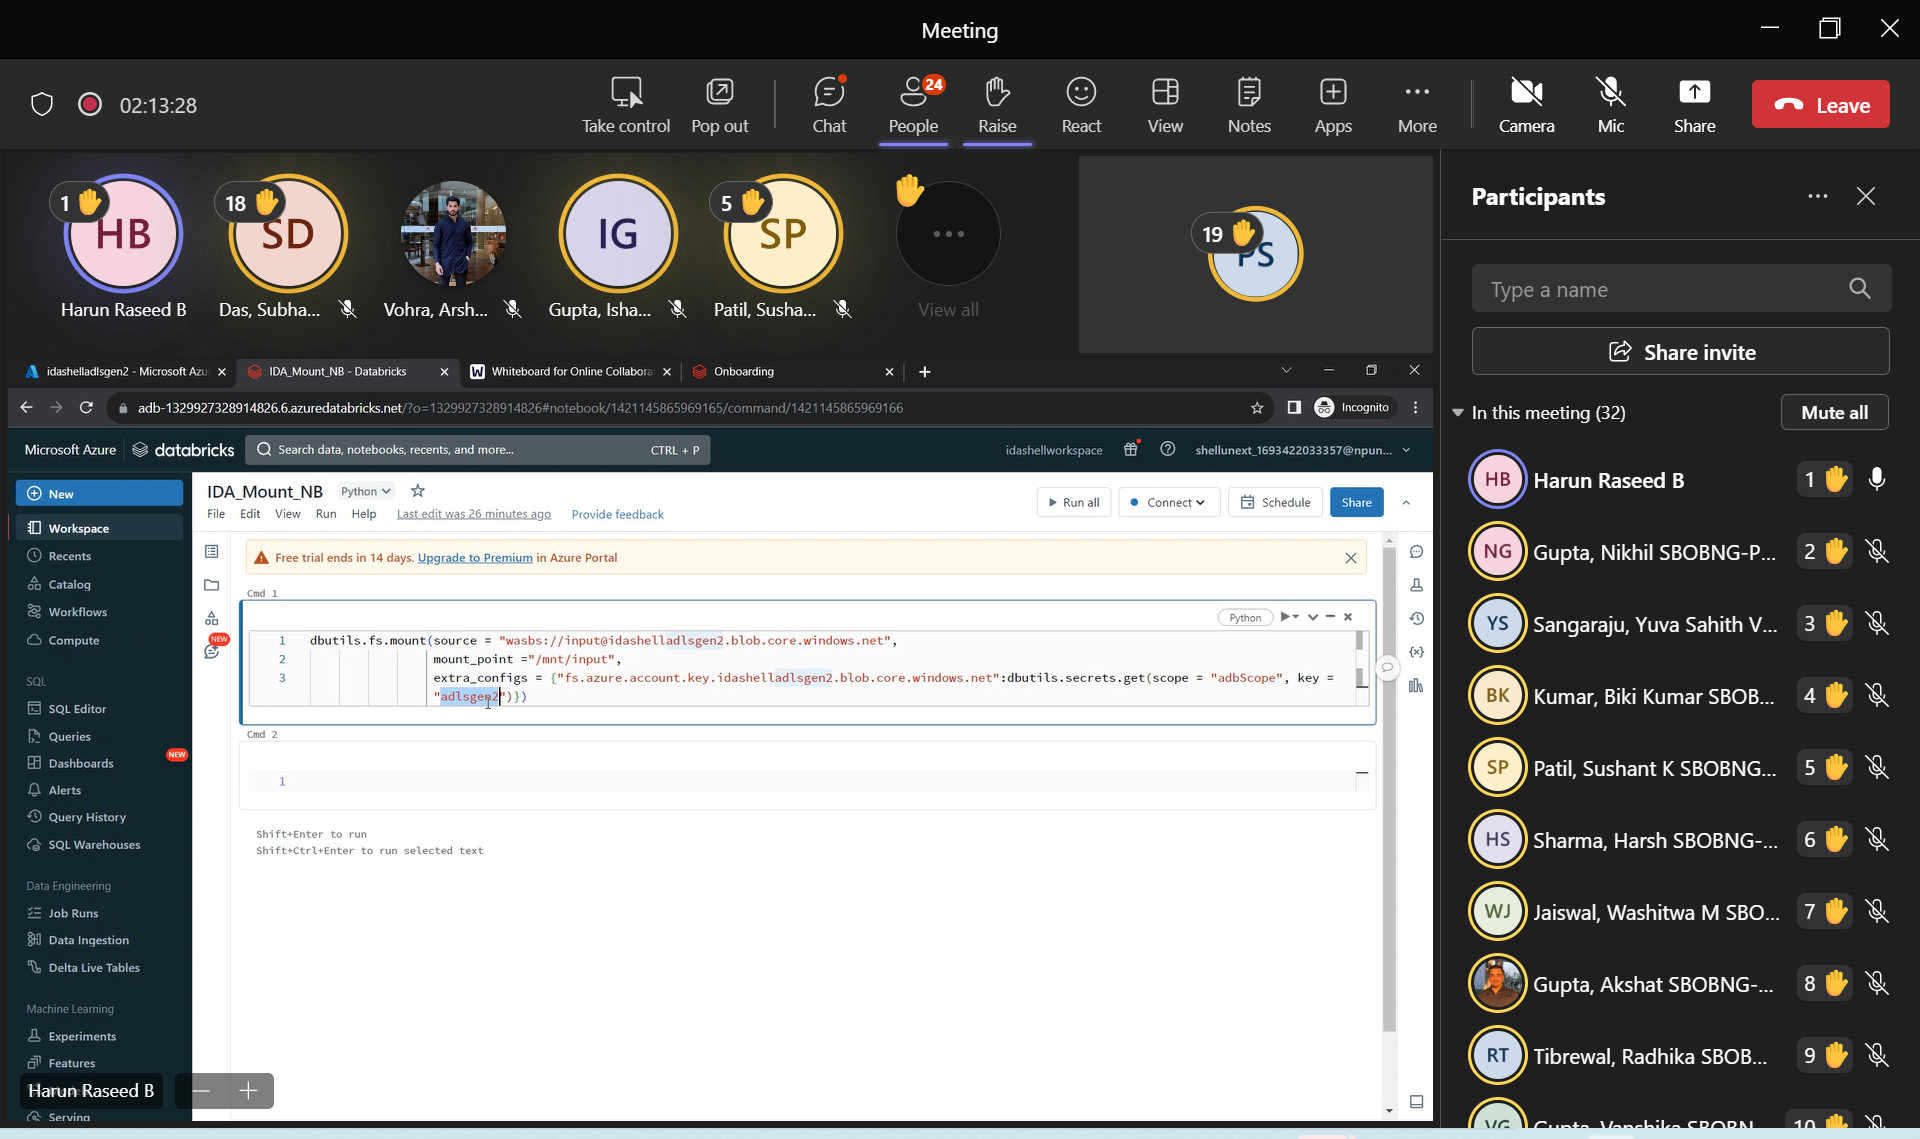 Meeting
02:13:28
Take control
Pop out
Chat
24
People
Raise
React
View
Notes
Apps
More
Camera
Mic
Share
Leave
1
HB
Harun Raseed B
18
SD
Das, Subha...
Vohra, Arsh...
IG
Gupta, Isha...
5
SP
Patil, Susha...
View all
19
PS
idashelladlsgen2 - Microsoft Azu
IDA_Mount_NB - Databricks
Whiteboard for Online Collabora
Onboarding
adb-1329927328914826.6.azuredatabricks.net/?o=1329927328914826#notebook/1421145865969165/command/1421145865969166
Incognito
Microsoft Azure
databricks
Search data, notebooks, recents, and more...
CTRL + P
idashellworkspace
shellunext_1693422033357@npun...
New
Workspace
Recents
Catalog
Workflows
Compute
SQL
SQL Editor
Queries
Dashboards
NEW
Alerts
Query History
SQL Warehouses
Data Engineering
Job Runs
Data Ingestion
Delta Live Tables
Machine Learning
Experiments
Features
Harun Raseed B
Serving
IDA_Mount_NB
Python
File Edit View Run Help
Last edit was 26 minutes ago
Provide feedback
Run all
Connect
Schedule
Share
NEW
Free trial ends in 14 days. Upgrade to Premium in Azure Portal
Cmd 1
Python
1 dbutils.fs.mount(source = "wasbs://input@idashelladlsgen2.blob.core.windows.net",
2 mount_point ="/mnt/input",
3 extra_configs = {"fs.azure.account.key.idashelladlsgen2.blob.core.windows.net":dbutils.secrets.get(scope = "adbScope", key =
"adlsgen2")})
Cmd 2
1
Shift+Enter to run
Shift+Ctrl+Enter to run selected text
Participants
Type a name
Share invite
In this meeting (32)
Mute all
HB Harun Raseed B 1
NG Gupta, Nikhil SBOBNG-P... 2
YS Sangaraju, Yuva Sahith V... 3
BK Kumar, Biki Kumar SBOB... 4
SP Patil, Sushant K SBOBNG... 5
HS Sharma, Harsh SBOBNG-... 6
WJ Jaiswal, Washitwa M SBO... 7
Gupta, Akshat SBOBNG-... 8
RT Tibrewal, Radhika SBOB... 9
VG Gupta, Vanshika SBOBN... 10